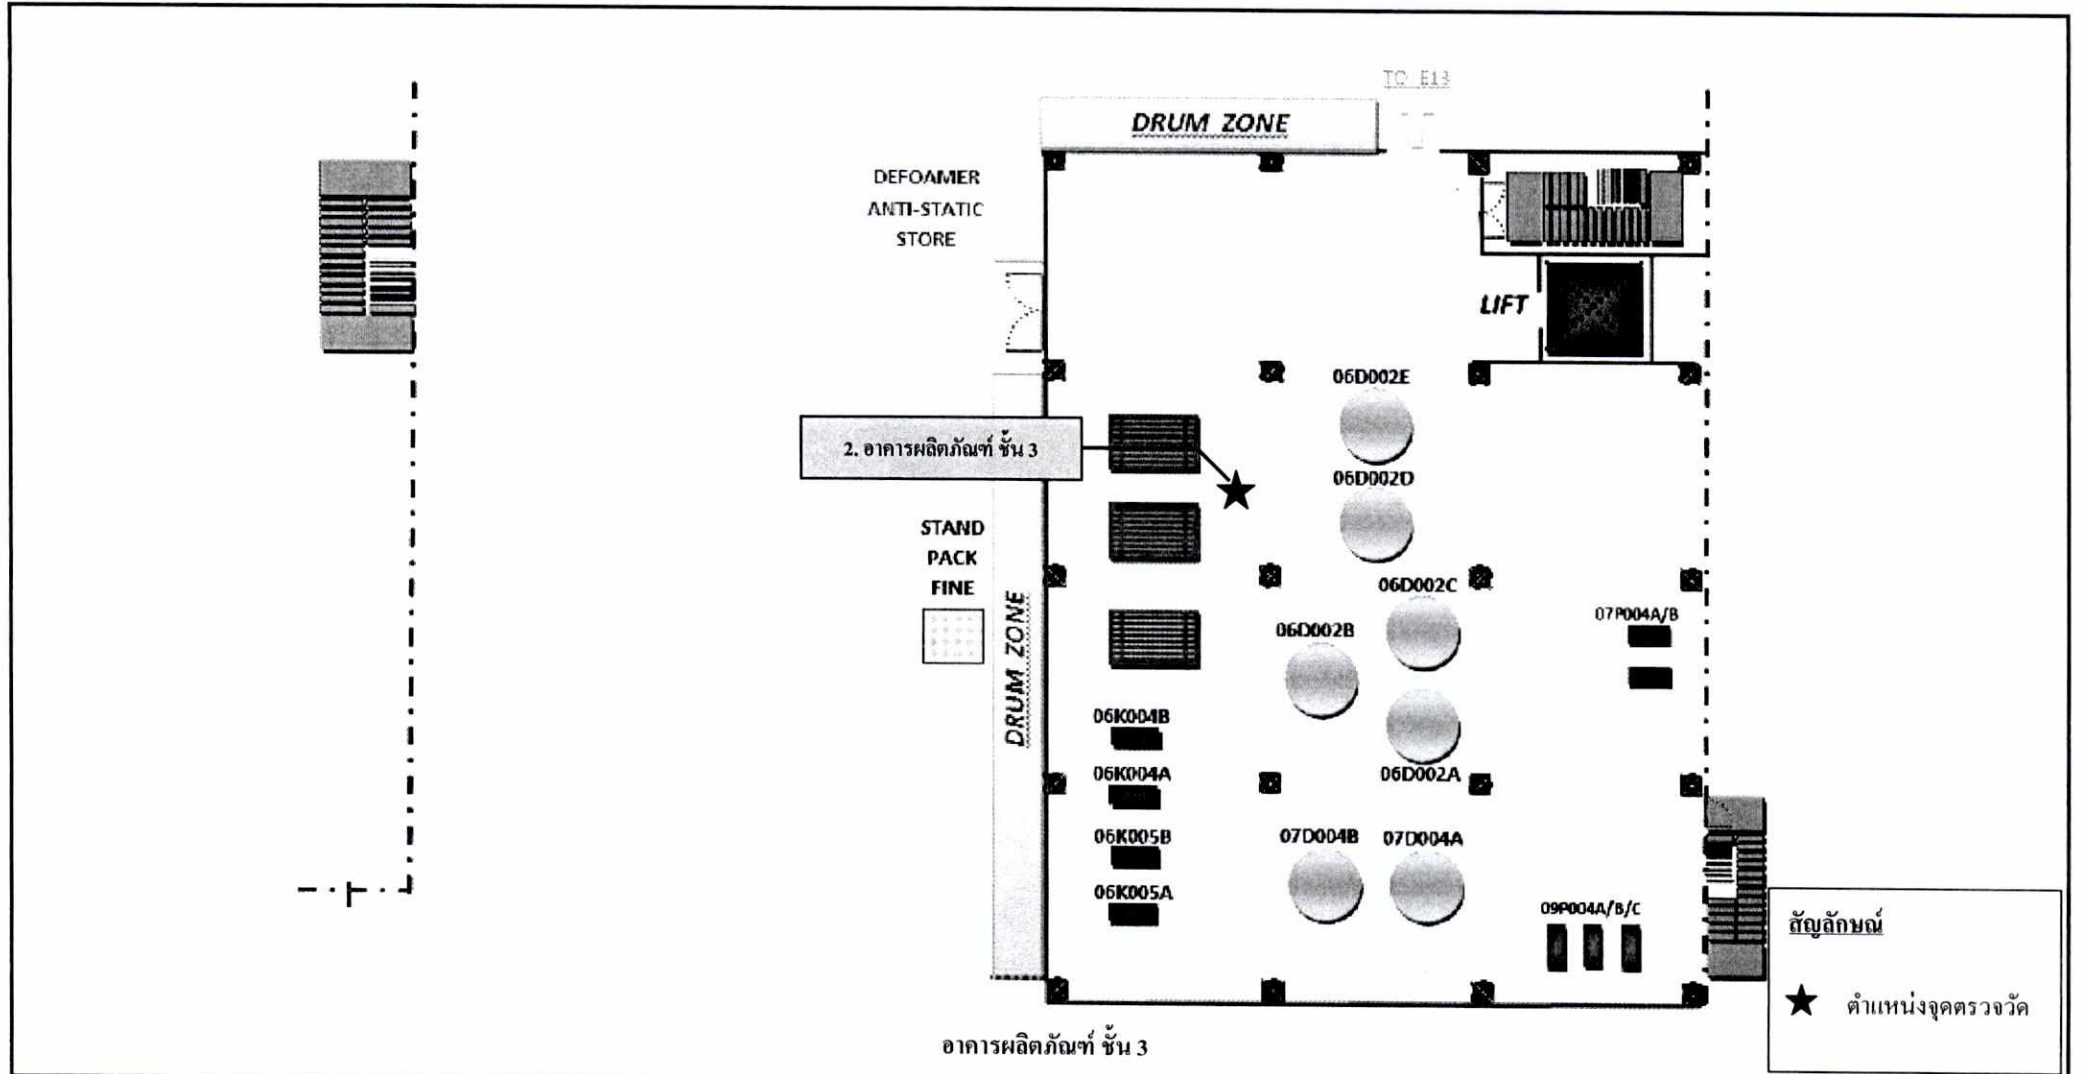 TO E13
DRUM ZONE
DEFOAMER
ANTI-STATIC
STORE
LIFT
06D002E
2. อาคารผลิตภัณฑ์ ชั้น 3
06D002D
STAND
PACK
FINE
DRUM ZONE
06D002C
07P004A/B
06D002B
06K004B
06K004A
06D002A
06K005B
07D004B
07D004A
06K005A
09P004A/B/C
สัญลักษณ์
ตำแหน่งจุดตรวจวัด
อาคารผลิตภัณฑ์ ชั้น 3